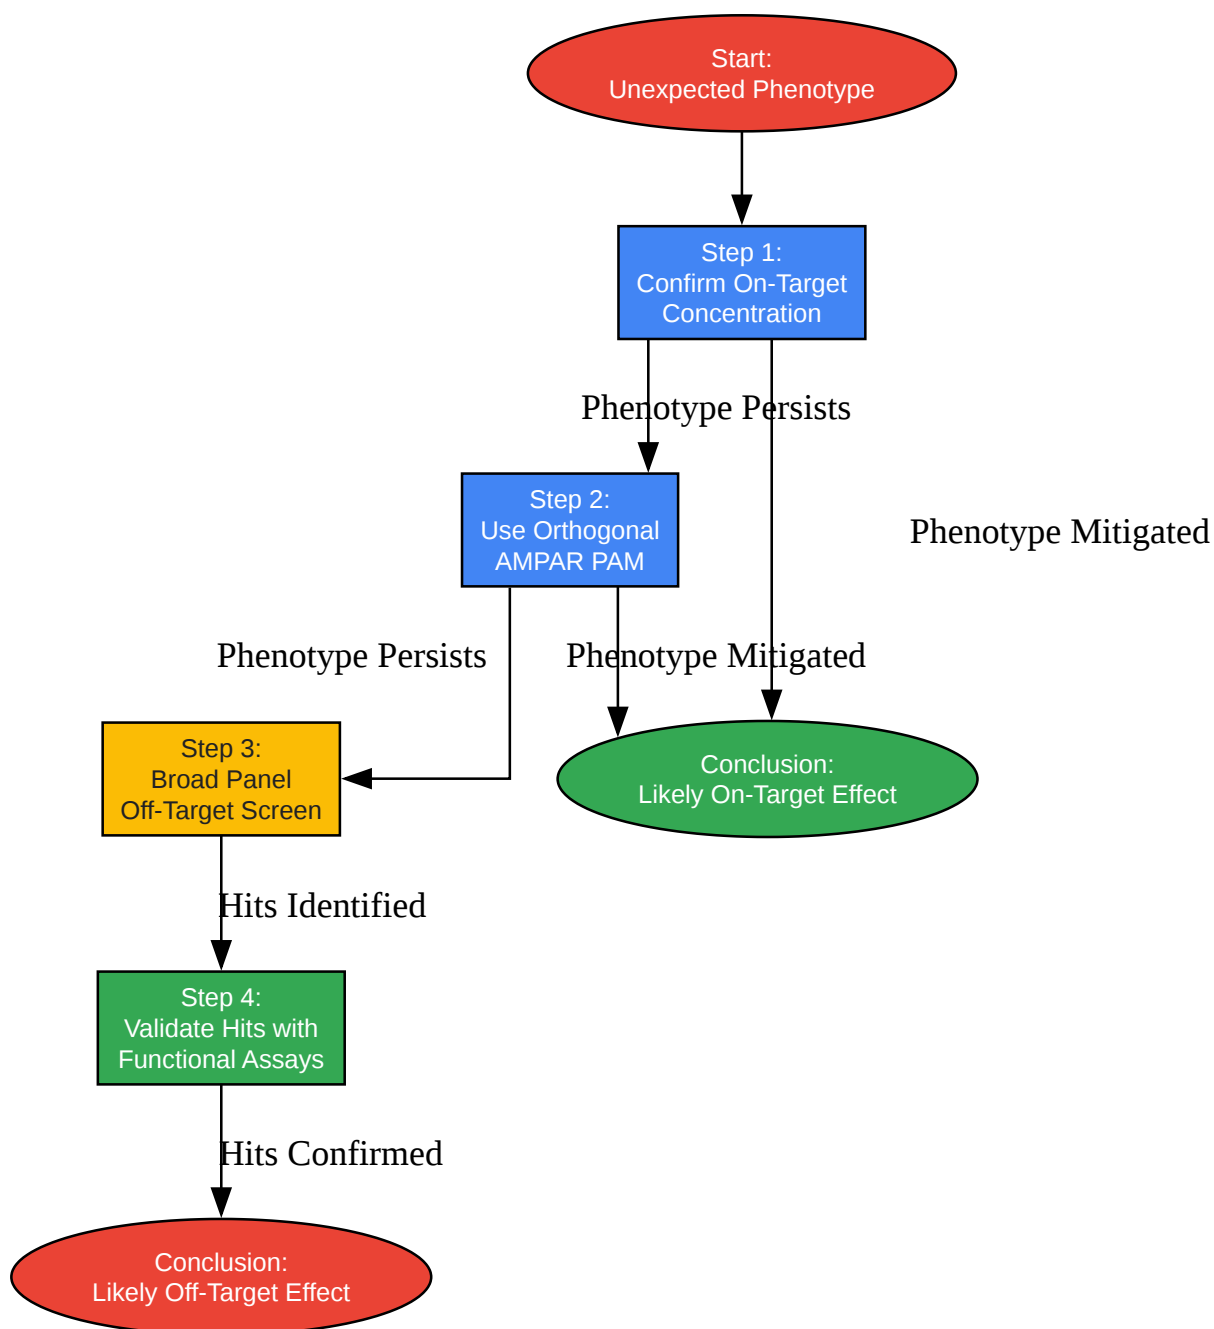 Start:
Unexpected Phenotype
Step 1:
Confirm On-Target
Concentration
Phenotype Persists
Step 2:
Use Orthogonal
AMPAR PAM
Phenotype Mitigated
Phenotype Persists
Phenotype Mitigated
Step 3:
Broad Panel
Off-Target Screen
Conclusion:
Likely On-Target Effect
Hits Identified
Step 4:
Validate Hits with
Functional Assays
Hits Confirmed
Conclusion:
Likely Off-Target Effect